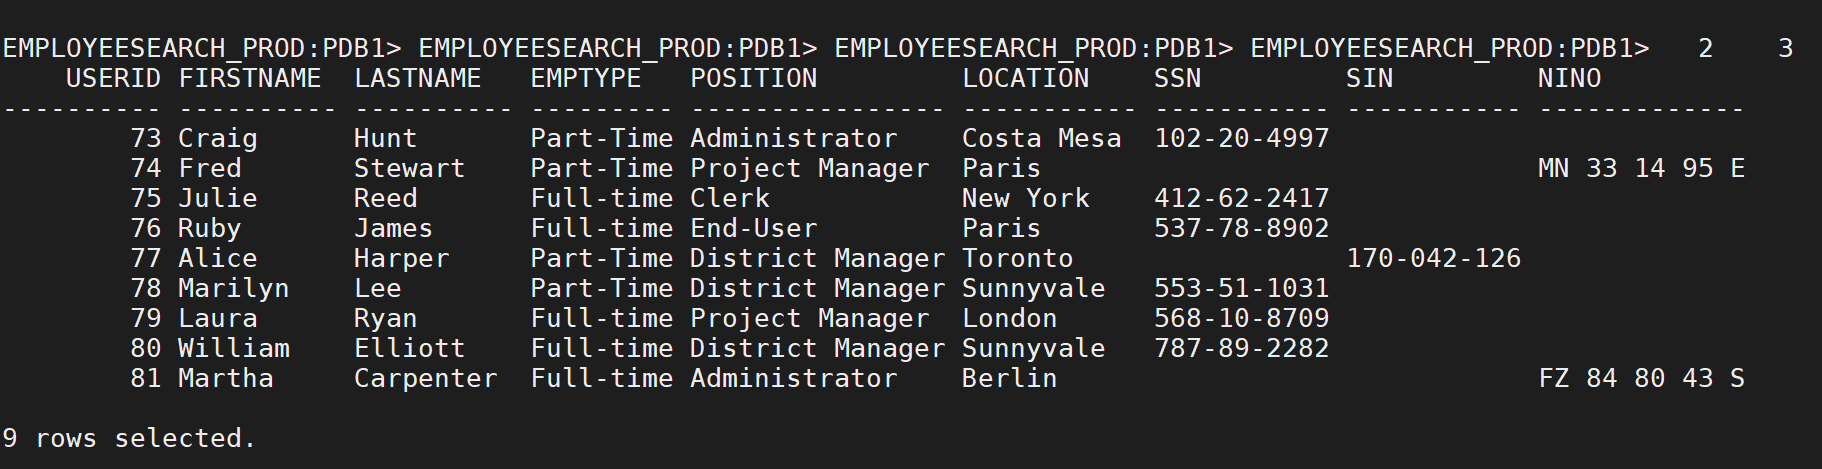 EMPLOYEESEARCH_PROD:PDB1> EMPLOYEESEARCH_PROD:PDB1> EMPLOYEESEARCH_PROD:PDB1> EMPLOYEESEARCH_PROD:PDB1>   2    3
    USERID FIRSTNAME  LASTNAME   EMPTYPE   POSITION         LOCATION    SSN         SIN         NINO
---------- ---------- ---------- --------- ---------------- ----------- ----------- ----------- -------------
        73 Craig      Hunt       Part-Time Administrator    Costa Mesa  102-20-4997
        74 Fred       Stewart    Part-Time Project Manager  Paris                               MN 33 14 95 E
        75 Julie      Reed       Full-time Clerk            New York    412-62-2417
        76 Ruby       James      Full-time End-User         Paris       537-78-8902
        77 Alice      Harper     Part-Time District Manager Toronto                 170-042-126
        78 Marilyn    Lee        Part-Time District Manager Sunnyvale   553-51-1031
        79 Laura      Ryan       Full-time Project Manager  London      568-10-8709
        80 William    Elliott    Full-time District Manager Sunnyvale   787-89-2282
        81 Martha     Carpenter  Full-time Administrator    Berlin                              FZ 84 80 43 S
9 rows selected.